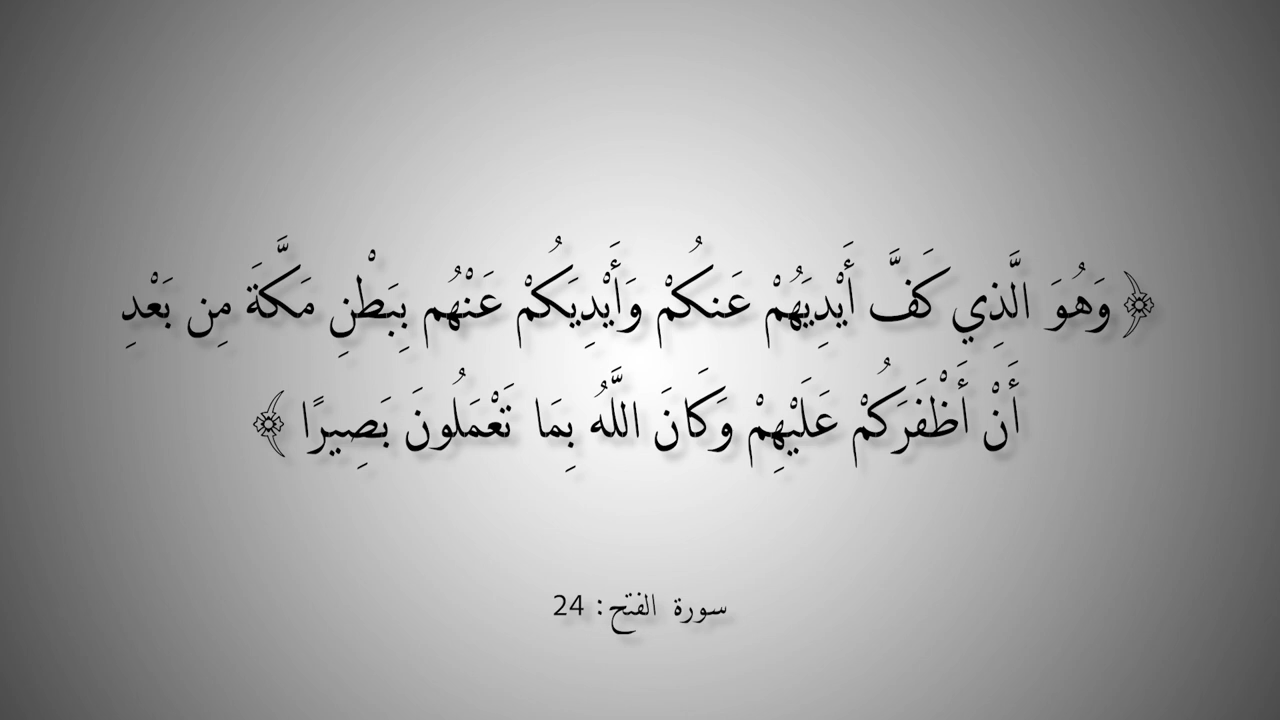 ﴿ وَهُوَ الَّذِي كَفَّ أَيْدِيَهُمْ عَنكُمْ وَأَيْدِيَكُمْ عَنْهُم بِبَطْنِ مَكَّةَ مِن بَعْدِ
أَنْ أَظْفَرَكُمْ عَلَيْهِمْ وَكَانَ اللَّهُ بِمَا تَعْمَلُونَ بَصِيرًا ﴾
سورة الفتح: 24